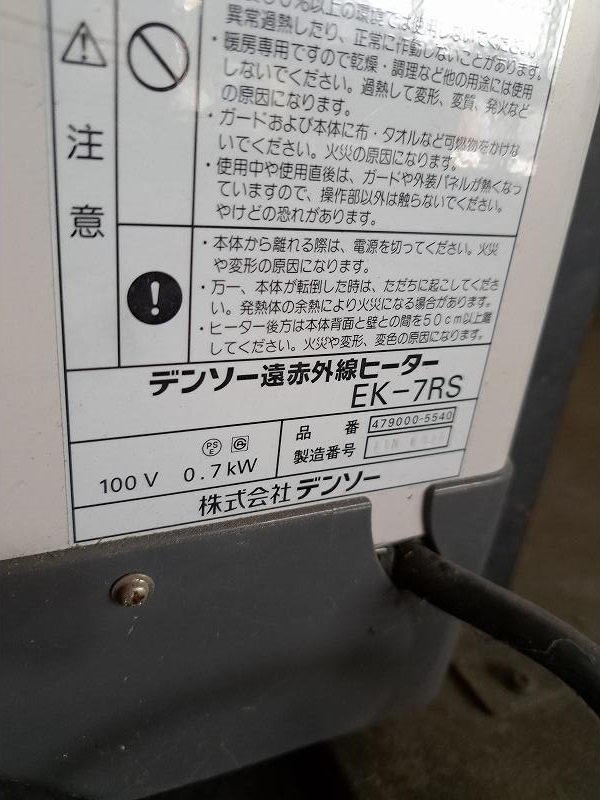 異常過熱したり、正常に作動しないことがあります。
・暖房専用ですので乾燥・調理など他の用途には使用
しないでください。過熱して変形、変質、発火など
の原因になります。
・ガードおよび本体に布・タオルなど可燃物をかけな
いでください。火災の原因になります。
・使用中や使用直後は、ガードや外装パネルが熱くなっ
ていますので、操作部以外は触らないでください。
やけどの恐れがあります。
注意
・本体から離れる際は、電源を切ってください。火災
や変形の原因になります。
・万一、本体が転倒した時は、ただちに起こしてくださ
い。発熱体の余熱により火災になる場合があります。
・ヒーター後方は本体背面と壁との間を50cm以上離
してください。火災や変形、変色の原因になります。
デンソー遠赤外線ヒーター
EK-7RS
PSE
100V 0.7kW
品番 479000-5540
製造番号
株式会社デンソー